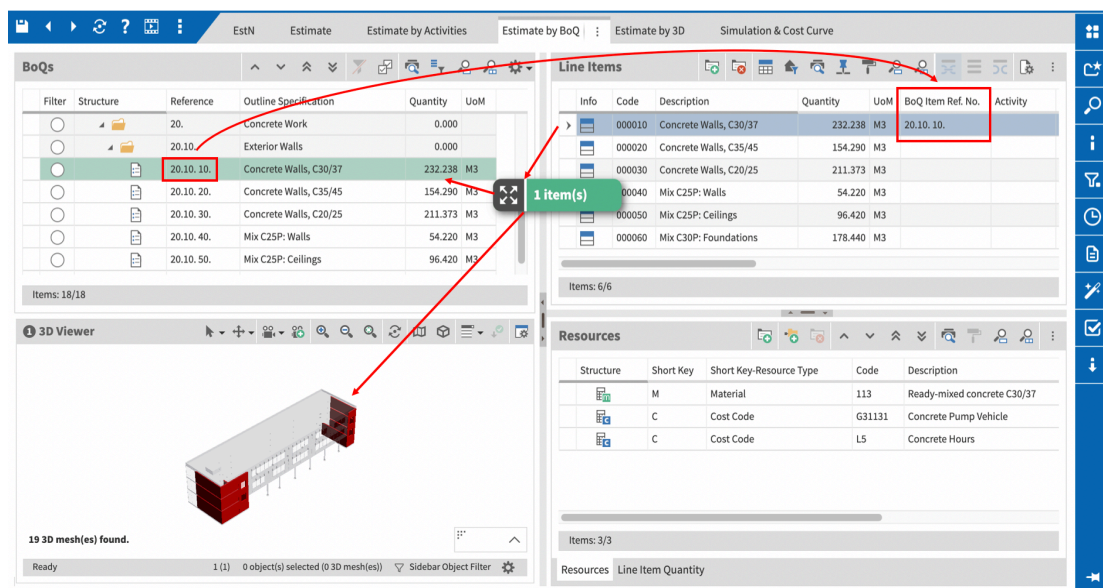 EstN Estimate Estimate by Activities Estimate by BoQ Estimate by 3D Simulation & Cost Curve
BoQs
Filter Structure Reference Outline Specification Quantity UoM
20. Concrete Work 0.000
20.10. Exterior Walls 0.000
20.10. 10. Concrete Walls, C30/37 232.238 M3
20.10. 20. Concrete Walls, C35/45 154.290 M3
20.10. 30. Concrete Walls, C20/25 211.373 M3
20.10. 40. Mix C25P: Walls 54.220 M3
20.10. 50. Mix C25P: Ceilings 96.420 M3
Items: 18/18
Line Items
Info Code Description Quantity UoM BoQ Item Ref. No. Activity
000010 Concrete Walls, C30/37 232.238 M3 20.10. 10.
000020 Concrete Walls, C35/45 154.290 M3
000030 Concrete Walls, C20/25 211.373 M3
00040 Mix C25P: Walls 54.220 M3
000050 Mix C25P: Ceilings 96.420 M3
000060 Mix C30P: Foundations 178.440 M3
Items: 6/6
1 item(s)
1 3D Viewer
19 3D mesh(es) found.
Ready 1 (1) 0 object(s) selected (0 3D mesh(es)) Sidebar Object Filter
Resources
Structure Short Key Short Key-Resource Type Code Description
M Material 113 Ready-mixed concrete C30/37
C Cost Code G31131 Concrete Pump Vehicle
C Cost Code L5 Concrete Hours
Items: 3/3
Resources Line Item Quantity